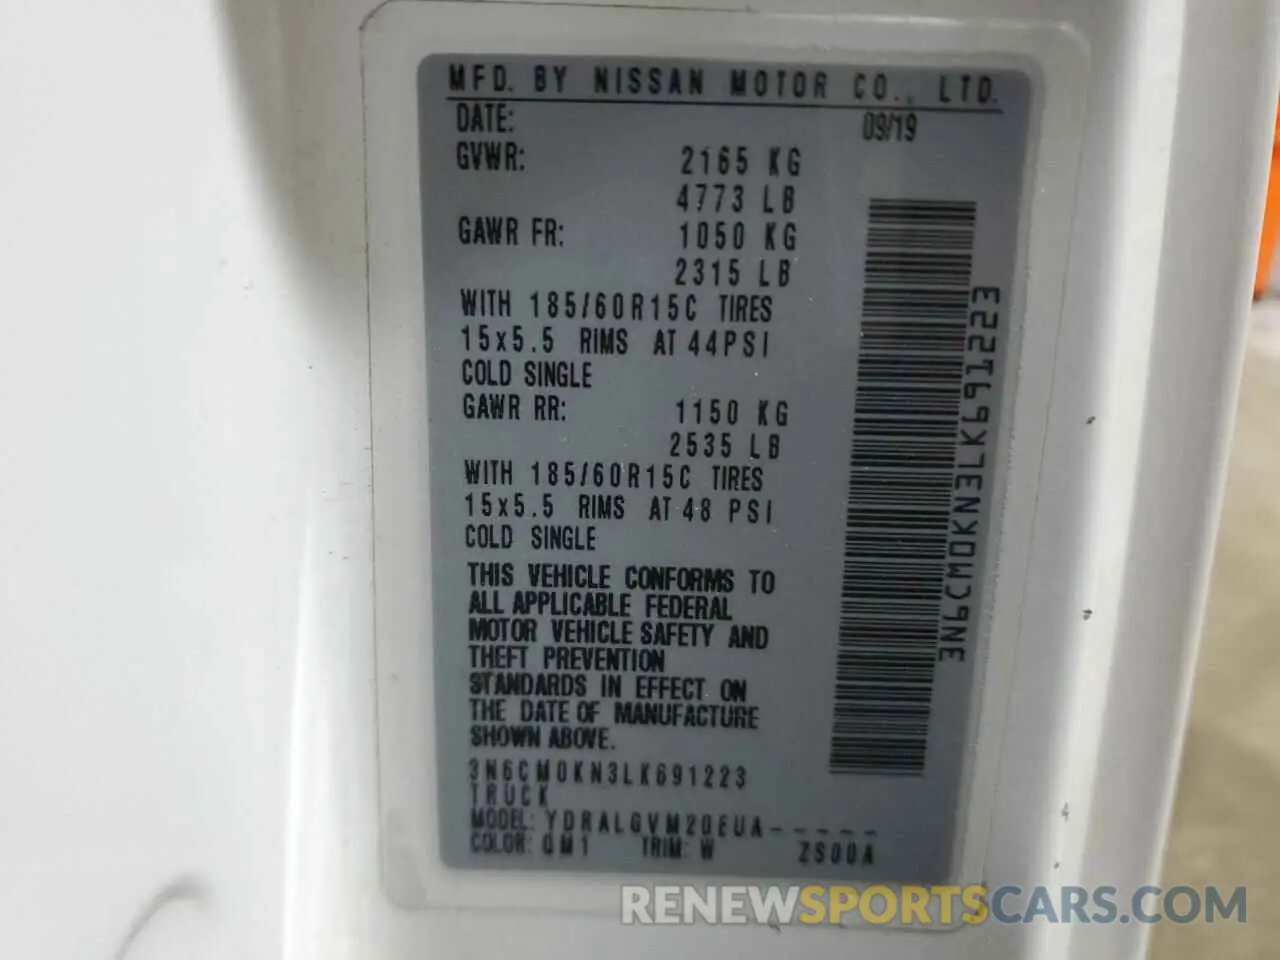 MFD. BY NISSAN MOTOR CO., LTD.
DATE: 09/19
GVWR: 2165 KG
4773 LB
GAWR FR: 1050 KG
2315 LB
WITH 185/60R15C TIRES
15x5.5 RIMS AT 44PSI
COLD SINGLE
GAWR RR: 1150 KG
2535 LB
WITH 185/60R15C TIRES
15x5.5 RIMS AT 48 PSI
COLD SINGLE
THIS VEHICLE CONFORMS TO
ALL APPLICABLE FEDERAL
MOTOR VEHICLE SAFETY AND
THEFT PREVENTION
STANDARDS IN EFFECT ON
THE DATE OF MANUFACTURE
SHOWN ABOVE.
3N6CM0KN3LK691223
TRUCK
MODEL: YDRALGVM20EUA-----
COLOR: QM1 TRIM: W ZS00A
3N6CM0KN3LK691223
RENEWSPORTSCARS.COM